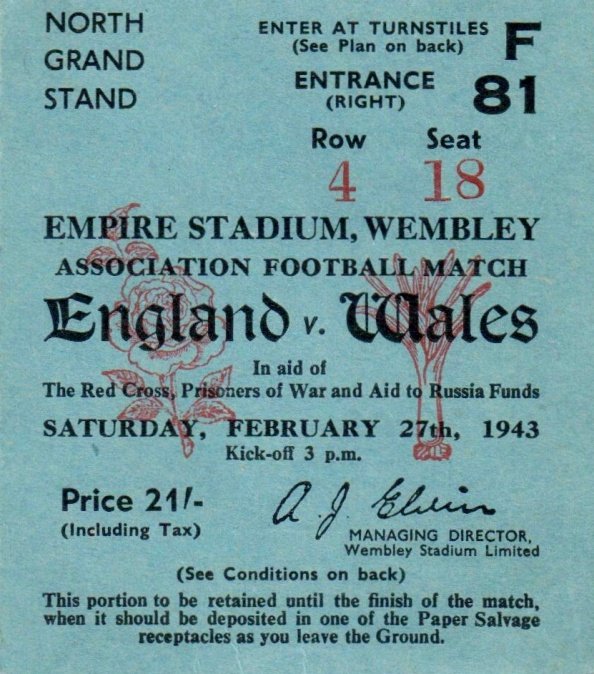 NORTH
GRAND
STAND
ENTER AT TURNSTILES F
(See Plan on back)
ENTRANCE 81
(RIGHT)
Row Seat
4 18
EMPIRE STADIUM, WEMBLEY
ASSOCIATION FOOTBALL MATCH
England v. Wales
In aid of
The Red Cross, Prisoners of War and Aid to Russia Funds
SATURDAY, FEBRUARY 27th, 1943
Kick-off 3 p.m.
Price 21/-
(Including Tax)
A. J. Elvin
MANAGING DIRECTOR,
Wembley Stadium Limited
(See Conditions on back)
This portion to be retained until the finish of the match,
when it should be deposited in one of the Paper Salvage
receptacles as you leave the Ground.